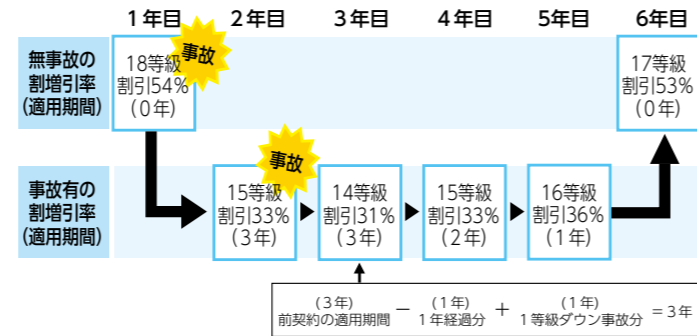 1年目 2年目 3年目 4年目 5年目 6年目
無事故の
割増引率
(適用期間)
18等級
割引54%
(0年)
事故
17等級
割引53%
(0年)
事故
事故有の
割増引率
(適用期間)
15等級
割引33%
(3年)
14等級
割引31%
(3年)
15等級
割引33%
(2年)
16等級
割引36%
(1年)
(3年) (1年) (1年)
前契約の適用期間 − 1年経過分 + 1等級ダウン事故分 =3年